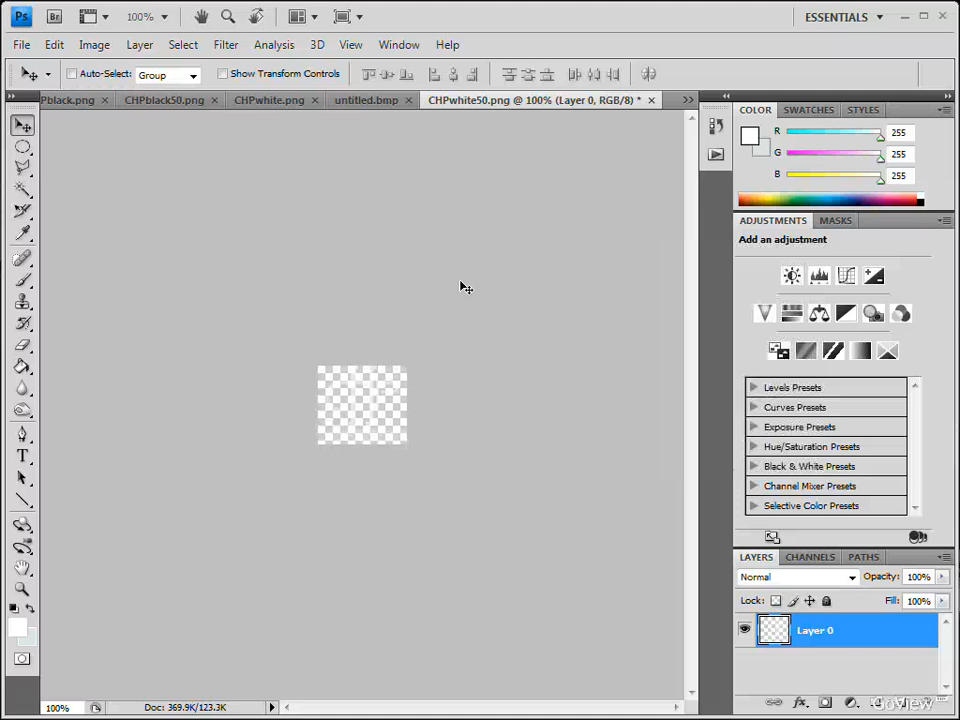 Ps Br 100% ESSENTIALS
File Edit Image Layer Select Filter Analysis 3D View Window Help
Auto-Select: Group Show Transform Controls
Pblack.png CHPblack50.png CHPwhite.png untitled.bmp CHPwhite50.png @ 100% (Layer 0, RGB/8) *
COLOR SWATCHES STYLES
R 255
G 255
B 255
ADJUSTMENTS MASKS
Add an adjustment
Levels Presets
Curves Presets
Exposure Presets
Hue/Saturation Presets
Black & White Presets
Channel Mixer Presets
Selective Color Presets
LAYERS CHANNELS PATHS
Normal Opacity: 100%
Lock: Fill: 100%
Layer 0
100% Doc: 369.9K/123.3K
GoView